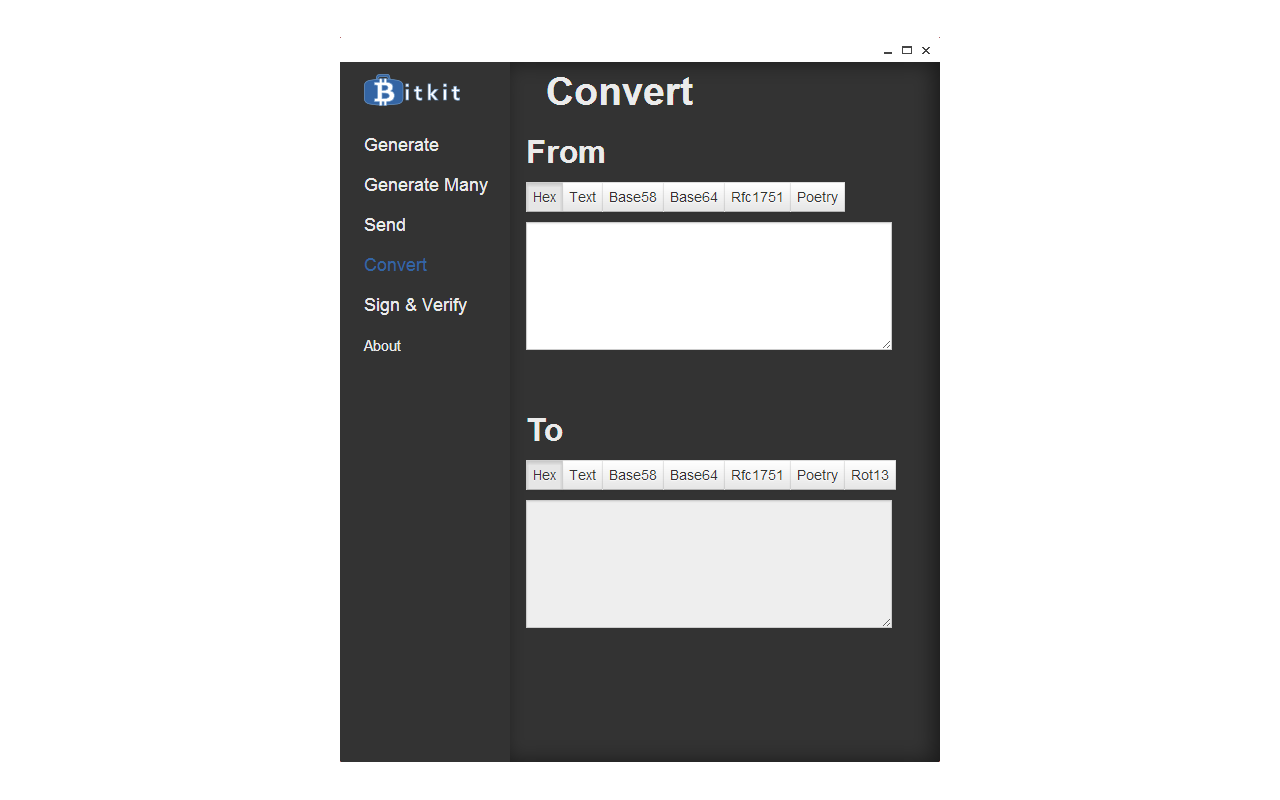 Bitkit
Generate
Generate Many
Send
Convert
Sign & Verify
About
Convert
From
Hex Text Base58 Base64 Rfc1751 Poetry
To
Hex Text Base58 Base64 Rfc1751 Poetry Rot13